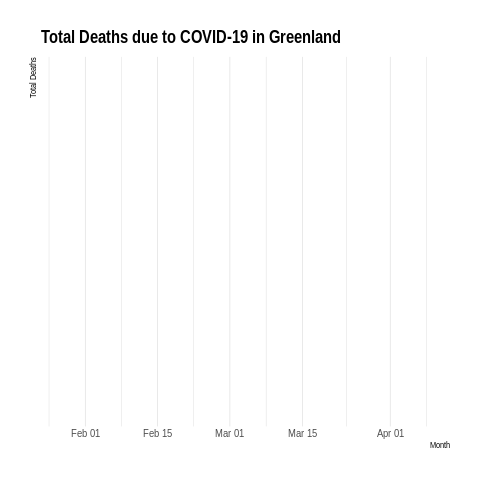 Total Deaths due to COVID-19 in Greenland
Total Deaths
Feb 01 Feb 15 Mar 01 Mar 15 Apr 01
Month